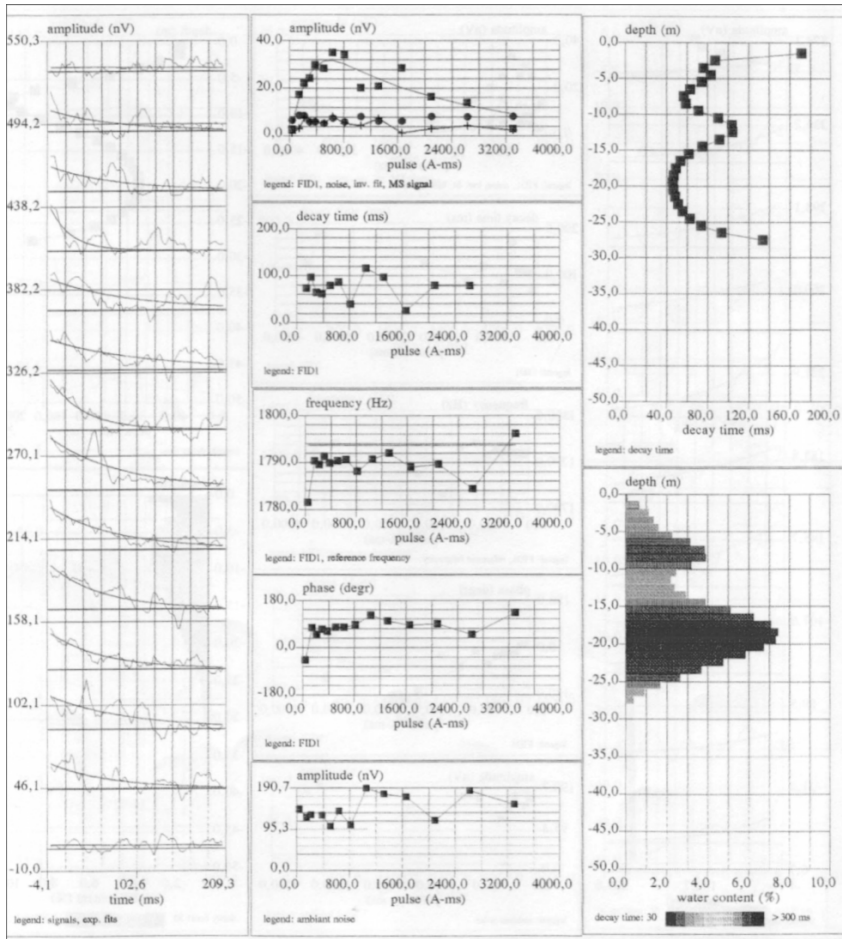 amplitude (nV)
550,3
494,2
438,2
382,2
326,2
270,1
214,1
158,1
102,1
46,1
-10,0
-4,1 102,6 209,3
time (ms)
legend: signals, exp. fits
amplitude (nV)
40,0
30,0
20,0
10,0
0,0
0,0 800,0 1600,0 2400,0 3200,0 4000,0
pulse (A-ms)
legend: FID1, noise, inv. fit, MS signal
decay time (ms)
200,0
100,0
0,0
0,0 800,0 1600,0 2400,0 3200,0 4000,0
pulse (A-ms)
legend: FID1
frequency (Hz)
1800,0
1790,0
1780,0
0,0 800,0 1600,0 2400,0 3200,0 4000,0
pulse (A-ms)
legend: FID1, reference frequency
phase (degr)
180,0
0,0
-180,0
0,0 800,0 1600,0 2400,0 3200,0 4000,0
pulse (A-ms)
legend: FID1
amplitude (nV)
190,7
95,3
0,0
0,0 800,0 1600,0 2400,0 3200,0 4000,0
pulse (A-ms)
legend: ambiant noise
depth (m)
0,0
-5,0
-10,0
-15,0
-20,0
-25,0
-30,0
-35,0
-40,0
-45,0
-50,0
0,0 40,0 80,0 120,0 160,0 200,0
decay time (ms)
legend: decay time
depth (m)
0,0
-5,0
-10,0
-15,0
-20,0
-25,0
-30,0
-35,0
-40,0
-45,0
-50,0
0,0 2,0 4,0 6,0 8,0 10,0
water content (%)
decay time: 30 >300 ms